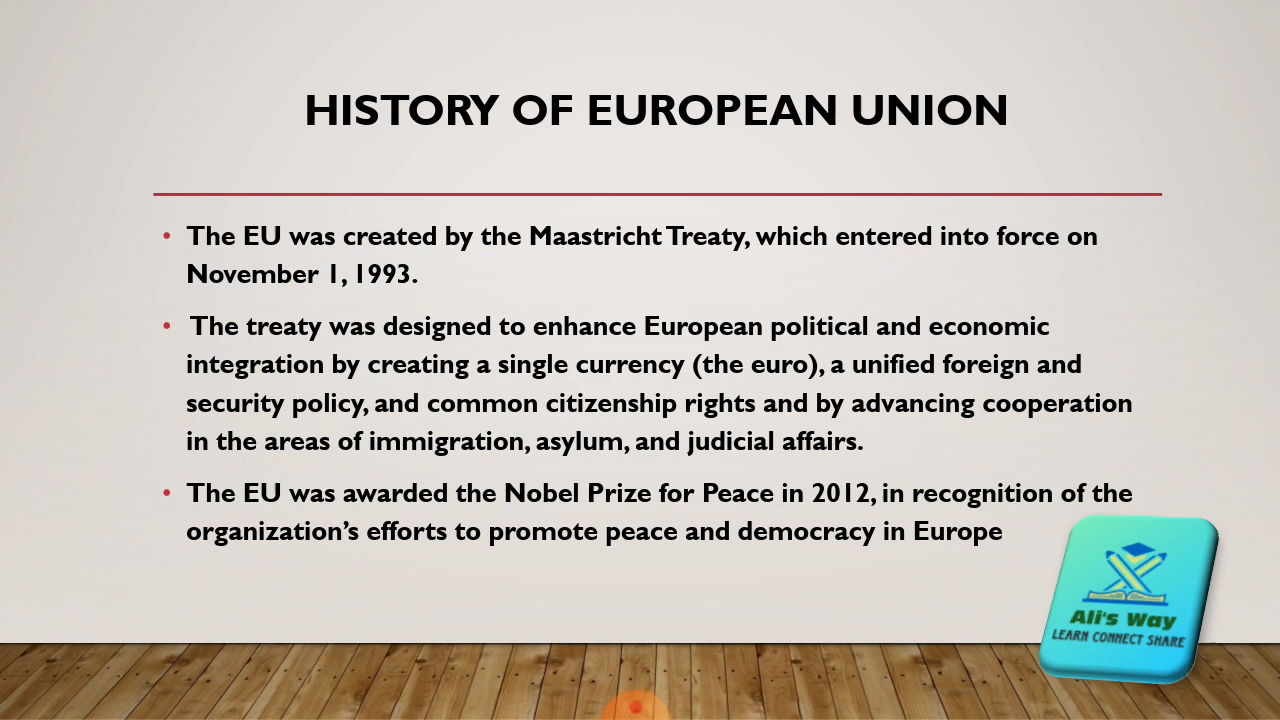 HISTORY OF EUROPEAN UNION
• The EU was created by the Maastricht Treaty, which entered into force on
November 1, 1993.
• The treaty was designed to enhance European political and economic
integration by creating a single currency (the euro), a unified foreign and
security policy, and common citizenship rights and by advancing cooperation
in the areas of immigration, asylum, and judicial affairs.
• The EU was awarded the Nobel Prize for Peace in 2012, in recognition of the
organization’s efforts to promote peace and democracy in Europe
Ali's Way
LEARN CONNECT SHARE